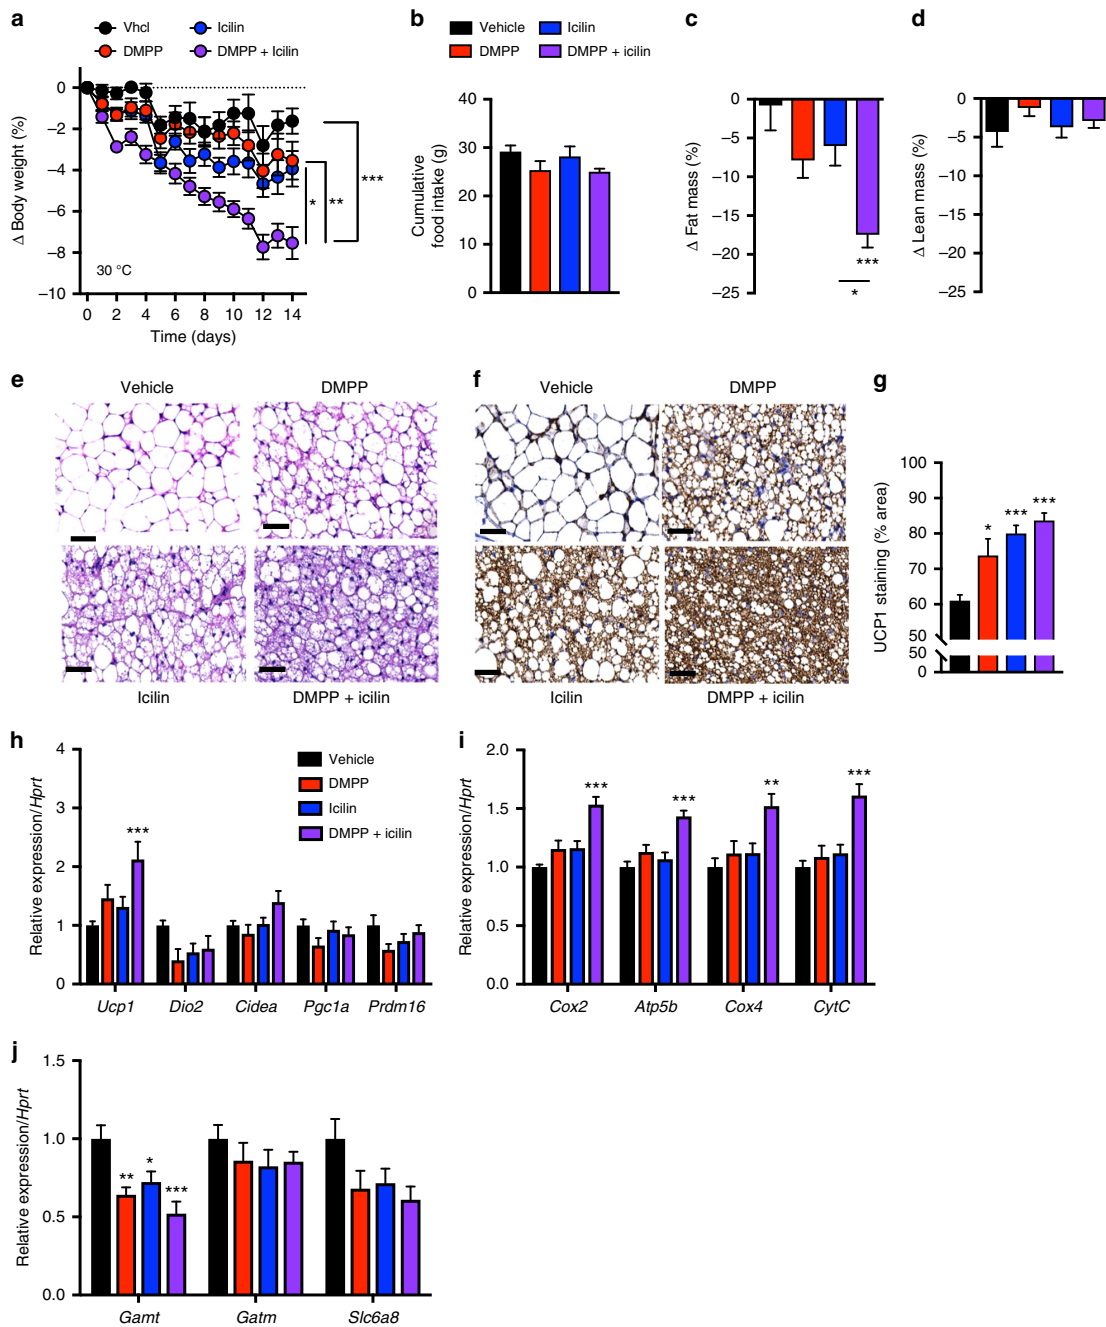 a
Vhcl
Icilin
DMPP
DMPP + Icilin
Δ Body weight (%)
0
–2
–4
–6
–8
–10
30 °C
*
**
***
0
2
4
6
8
10
12
14
Time (days)
b
Vehicle
Icilin
DMPP
DMPP + icilin
Cumulative
food intake (g)
40
30
20
10
0
c
Δ Fat mass (%)
0
–5
–10
–15
–20
–25
***
*
d
Δ Lean mass (%)
0
–5
–10
–15
–20
–25
e
Vehicle
DMPP
Icilin
DMPP + icilin
f
Vehicle
DMPP
Icilin
DMPP + icilin
g
UCP1 staining (% area)
100
90
80
70
60
50
50
0
*
***
***
h
Relative expression/Hprt
4
3
2
1
0
Vehicle
DMPP
Icilin
DMPP + icilin
***
Ucp1
Dio2
Cidea
Pgc1a
Prdm16
i
Relative expression/Hprt
2.0
1.5
1.0
0.5
0.0
***
***
**
***
Cox2
Atp5b
Cox4
CytC
j
Relative expression/Hprt
1.5
1.0
0.5
0.0
**
*
***
Gamt
Gatm
Slc6a8